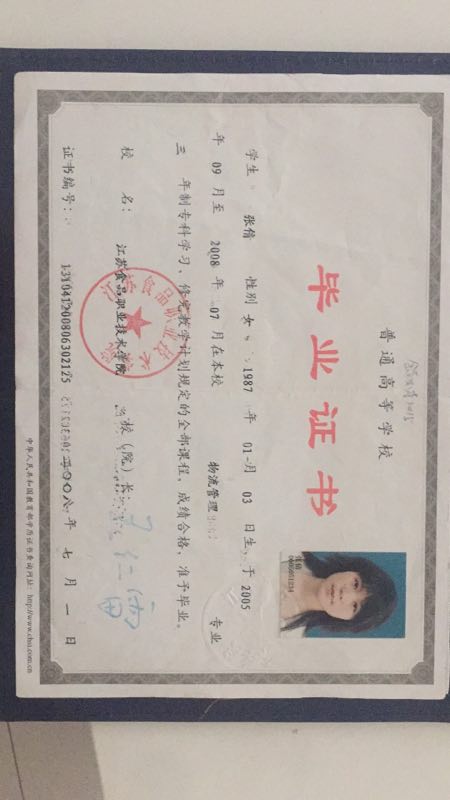 普通高等学校
毕业证书
学生 张倩 性别 女 1987 年 01 月 03 日生,于 2005
年 09 月至 2008 年 07 月在本校 物流管理 专业
三 年制专科学习,修完教学计划规定的全部课程,成绩合格,准予毕业。
校 名: 江苏食品职业技术学院 校(院)长:
证书编号: 131041200806302125 二〇〇八年 七 月 一 日
中华人民共和国教育部学历证书查询网址: http://www.chsi.com.cn